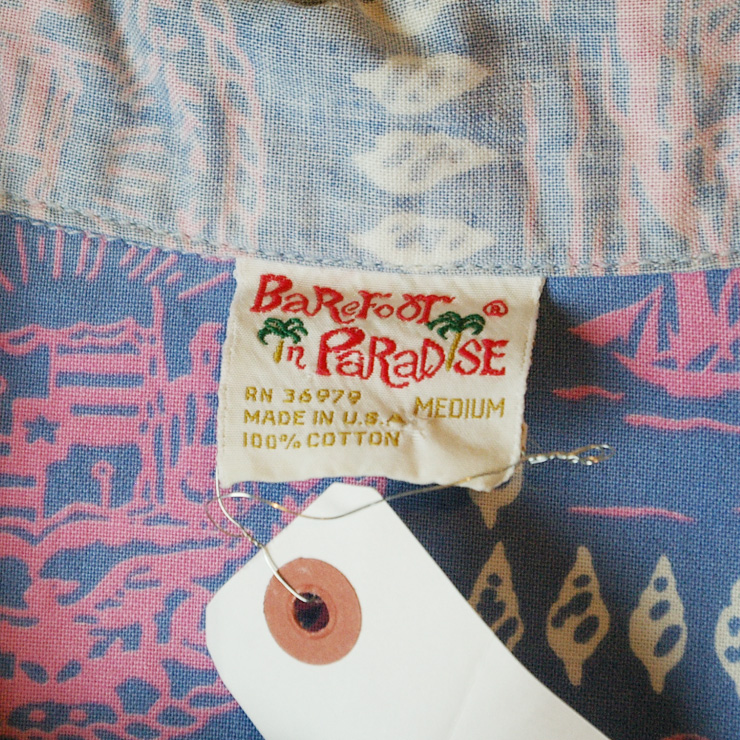 Barefoot ®
in Paradise
RN 36979
MADE IN U.S.A MEDIUM
100% COTTON